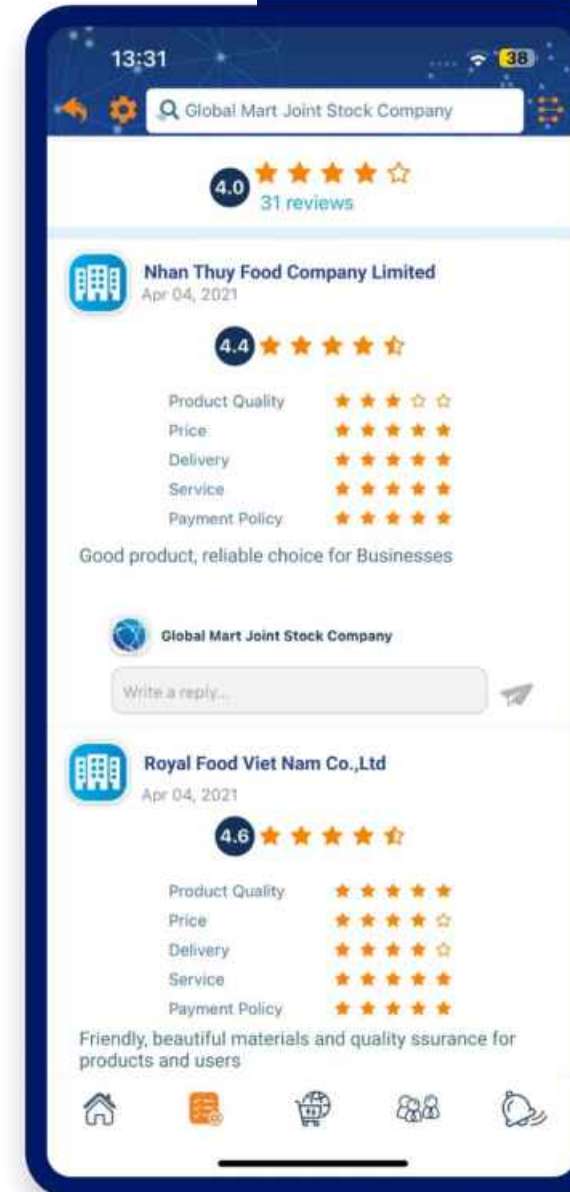 13:31
38
Global Mart Joint Stock Company
4.0
31 reviews
Nhan Thuy Food Company Limited
Apr 04, 2021
4.4
Product Quality
Price
Delivery
Service
Payment Policy
Good product, reliable choice for Businesses
Global Mart Joint Stock Company
Write a reply...
Royal Food Viet Nam Co.,Ltd
Apr 04, 2021
4.6
Product Quality
Price
Delivery
Service
Payment Policy
Friendly, beautiful materials and quality ssurance for
products and users